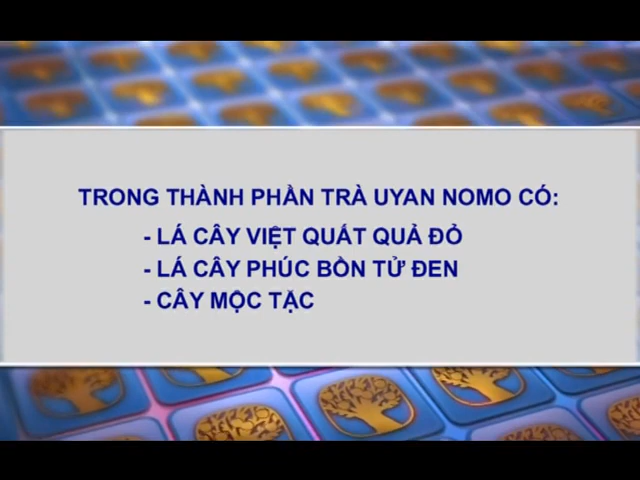 TRONG THÀNH PHẦN TRÀ UYAN NOMO CÓ:
- LÁ CÂY VIỆT QUẤT QUẢ ĐỎ
- LÁ CÂY PHÚC BỒN TỬ ĐEN
- CÂY MỘC TẶC